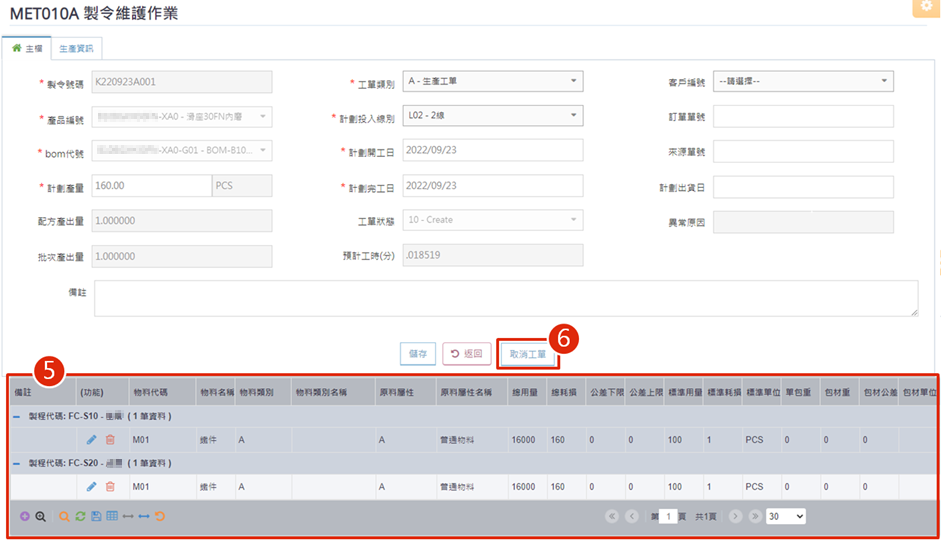 MET010A 製令維護作業
主檔 生產資訊
* 製令號碼 K220923A001 * 工單類別 A - 生產工單 客戶編號 --請選擇--
* 產品編號 -XA0 - 滑座30FN內磨 * 計劃投入線別 L02 - 2線 訂單單號
* bom代號 -XA0-G01 - BOM-B10... * 計劃開工日 2022/09/23 來源單號
* 計劃產量 160.00 PCS * 計劃完工日 2022/09/23 計劃出貨日
配方產出量 1.000000 工單狀態 10 - Create 異常原因
批次產出量 1.000000 預計工時(分) .018519
備註
儲存 返回 取消工單 6
5
備註 (功能) 物料代碼 物料名稱 物料類別 物料類別名稱 原料屬性 原料屬性名稱 總用量 總耗損 公差下限 公差上限 標準用量 標準耗損 標準單位 單包重 包材重 包材公差 包材單位
製程代碼: FC-S10 - ( 1 筆資料 )
M01 鐵件 A A 普通物料 16000 160 0 0 100 1 PCS 0 0 0
製程代碼: FC-S20 - ( 1 筆資料 )
M01 鐵件 A A 普通物料 16000 160 0 0 100 1 PCS 0 0 0
第 1 頁 共1頁 30